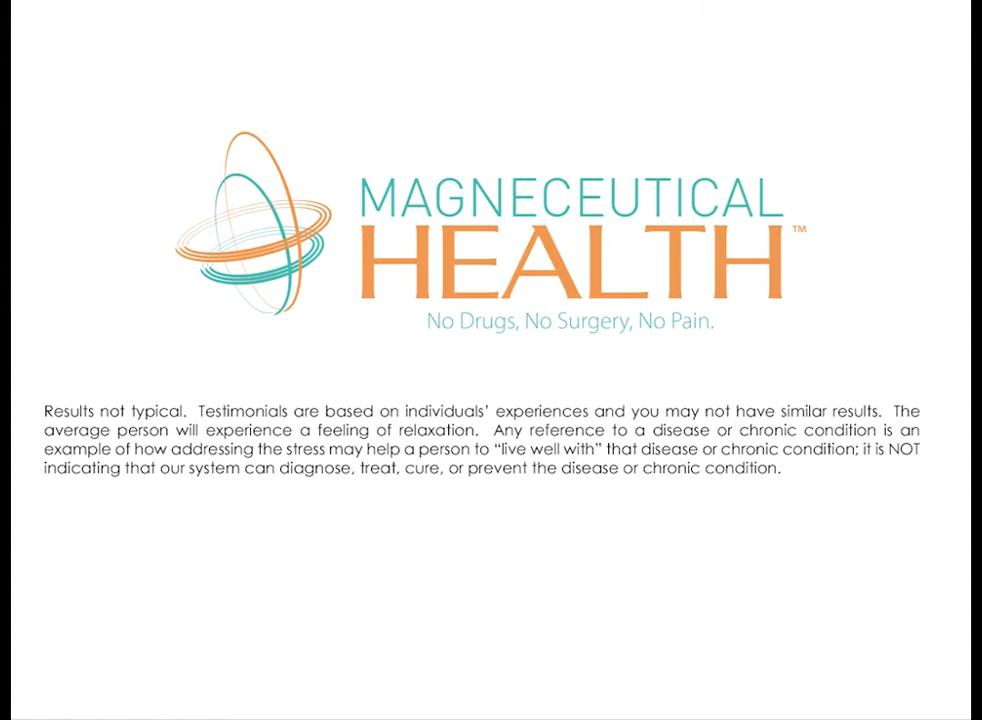 MAGNECEUTICAL
HEALTH™
No Drugs, No Surgery, No Pain.
Results not typical. Testimonials are based on individuals’ experiences and you may not have similar results. The
average person will experience a feeling of relaxation. Any reference to a disease or chronic condition is an
example of how addressing the stress may help a person to “live well with” that disease or chronic condition; it is NOT
indicating that our system can diagnose, treat, cure, or prevent the disease or chronic condition.